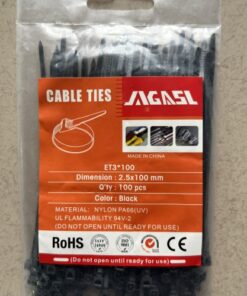 CABLE TIES
JAGASL
MADE IN CHINA
ET3*100
Dimension : 2.5x100 mm
Q'ty : 100 pcs
Color : Black
MATERIAL: NYLON PA66(UV)
UL FLAMMABILITY 94V-2
(DO NOT OPEN UNTIL READY FOR USE)
RoHS
CE
(Do not open until ready to use)